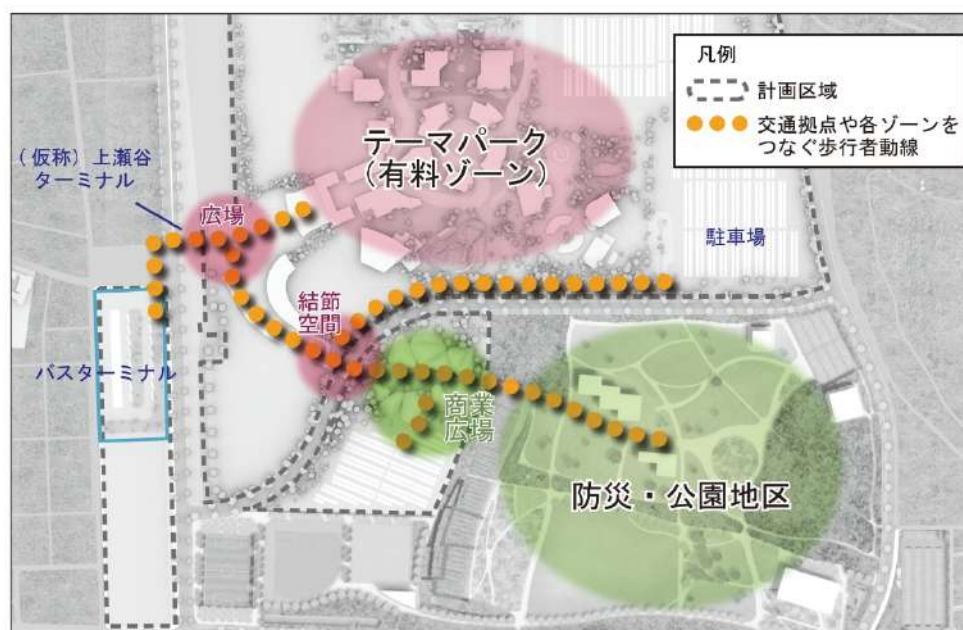 凡例
計画区域
交通拠点や各ゾーンを
つなぐ歩行者動線
テーマパーク
(有料ゾーン)
(仮称)上瀬谷
ターミナル
広場
駐車場
結節
空間
バスターミナル
商業
広場
防災・公園地区